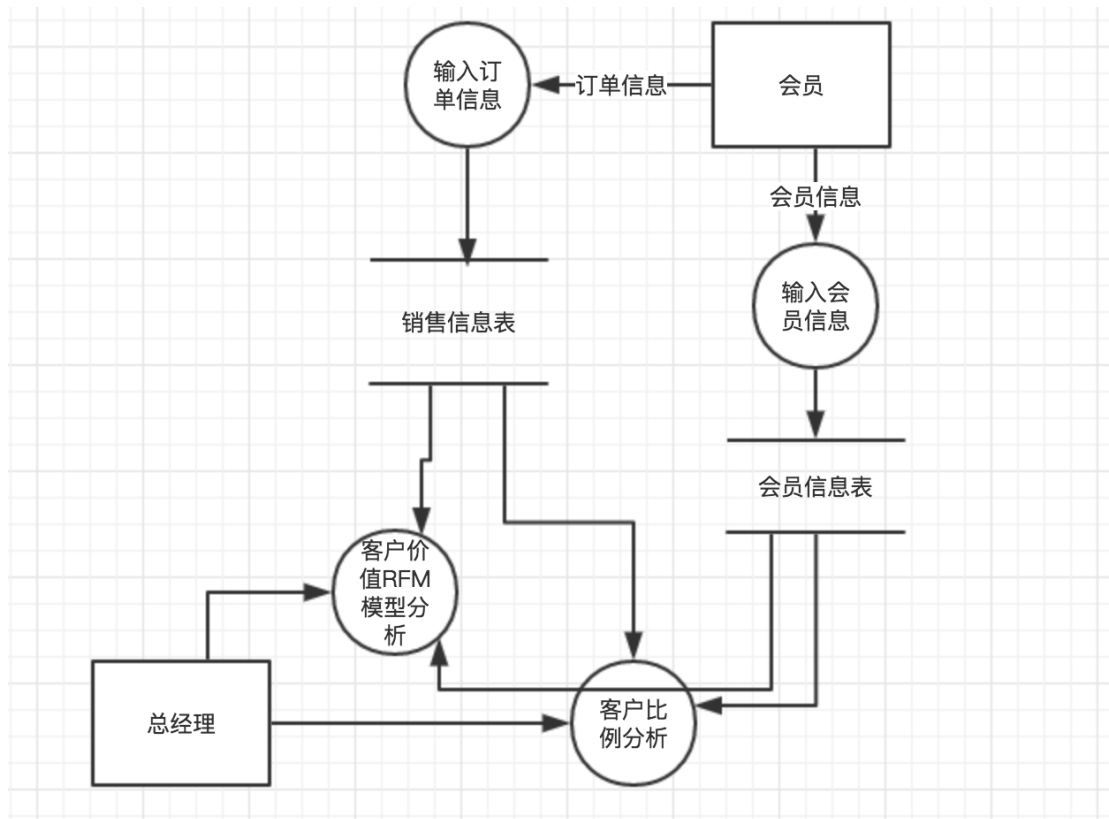 输入订
单信息
订单信息
会员
会员信息
输入会
员信息
销售信息表
会员信息表
客户价
值RFM
模型分
析
总经理
客户比
例分析